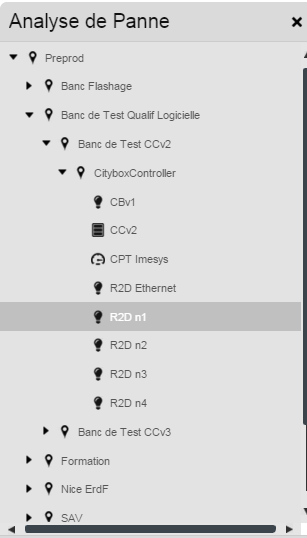 Analyse de Panne
Preprod
Banc Flashage
Banc de Test Qualif Logicielle
Banc de Test CCv2
CityboxController
CBv1
CCv2
CPT Imesys
R2D Ethernet
R2D n1
R2D n2
R2D n3
R2D n4
Banc de Test CCv3
Formation
Nice ErdF
SAV